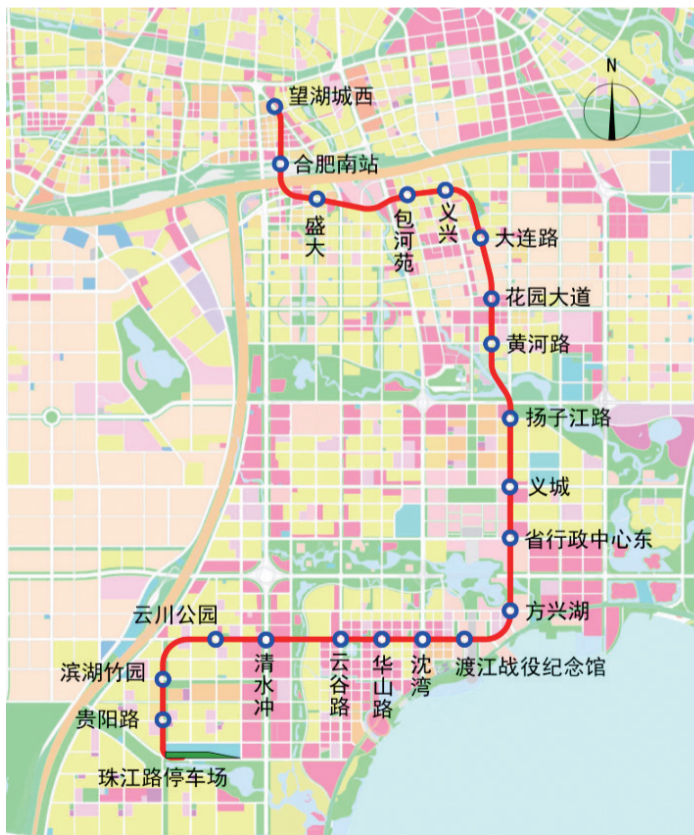 N
望湖城西
合肥南站
盛大
包河苑
义兴
大连路
花园大道
黄河路
扬子江路
义城
省行政中心东
方兴湖
渡江战役纪念馆
沈湾
华山路
云谷路
清水冲
云川公园
滨湖竹园
贵阳路
珠江路停车场